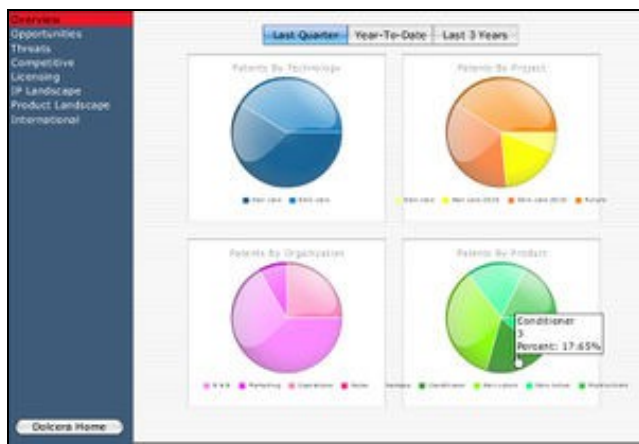 Overview
Opportunities
Threats
Competitive
Licensing
IP Landscape
Product Landscape
International
Last Quarter Year-To-Date Last 3 Years
Patents By Technology
Patents By Project
Patents By Organization
Patents By Product
Conditioner
3
Percent: 17.65%
Dolcera Home